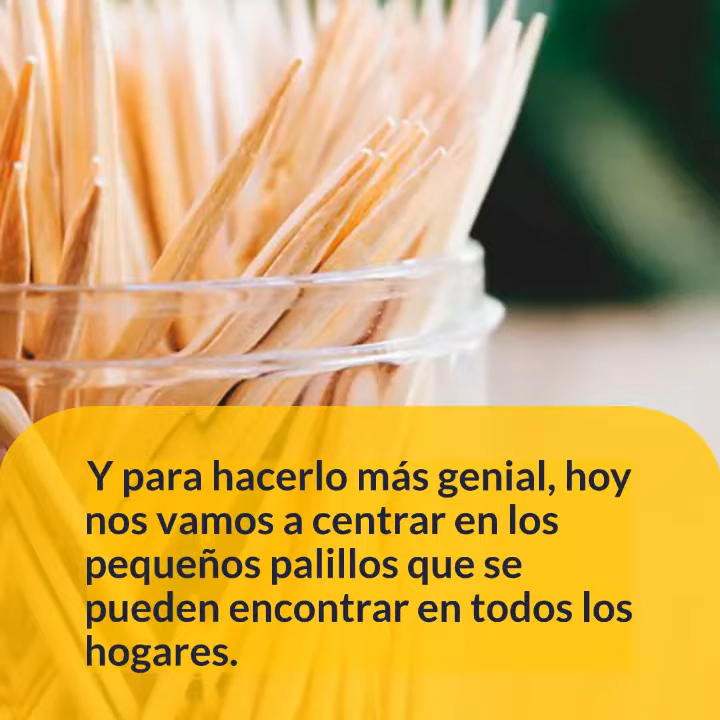 Y para hacerlo más genial, hoy
nos vamos a centrar en los
pequeños palillos que se
pueden encontrar en todos los
hogares.